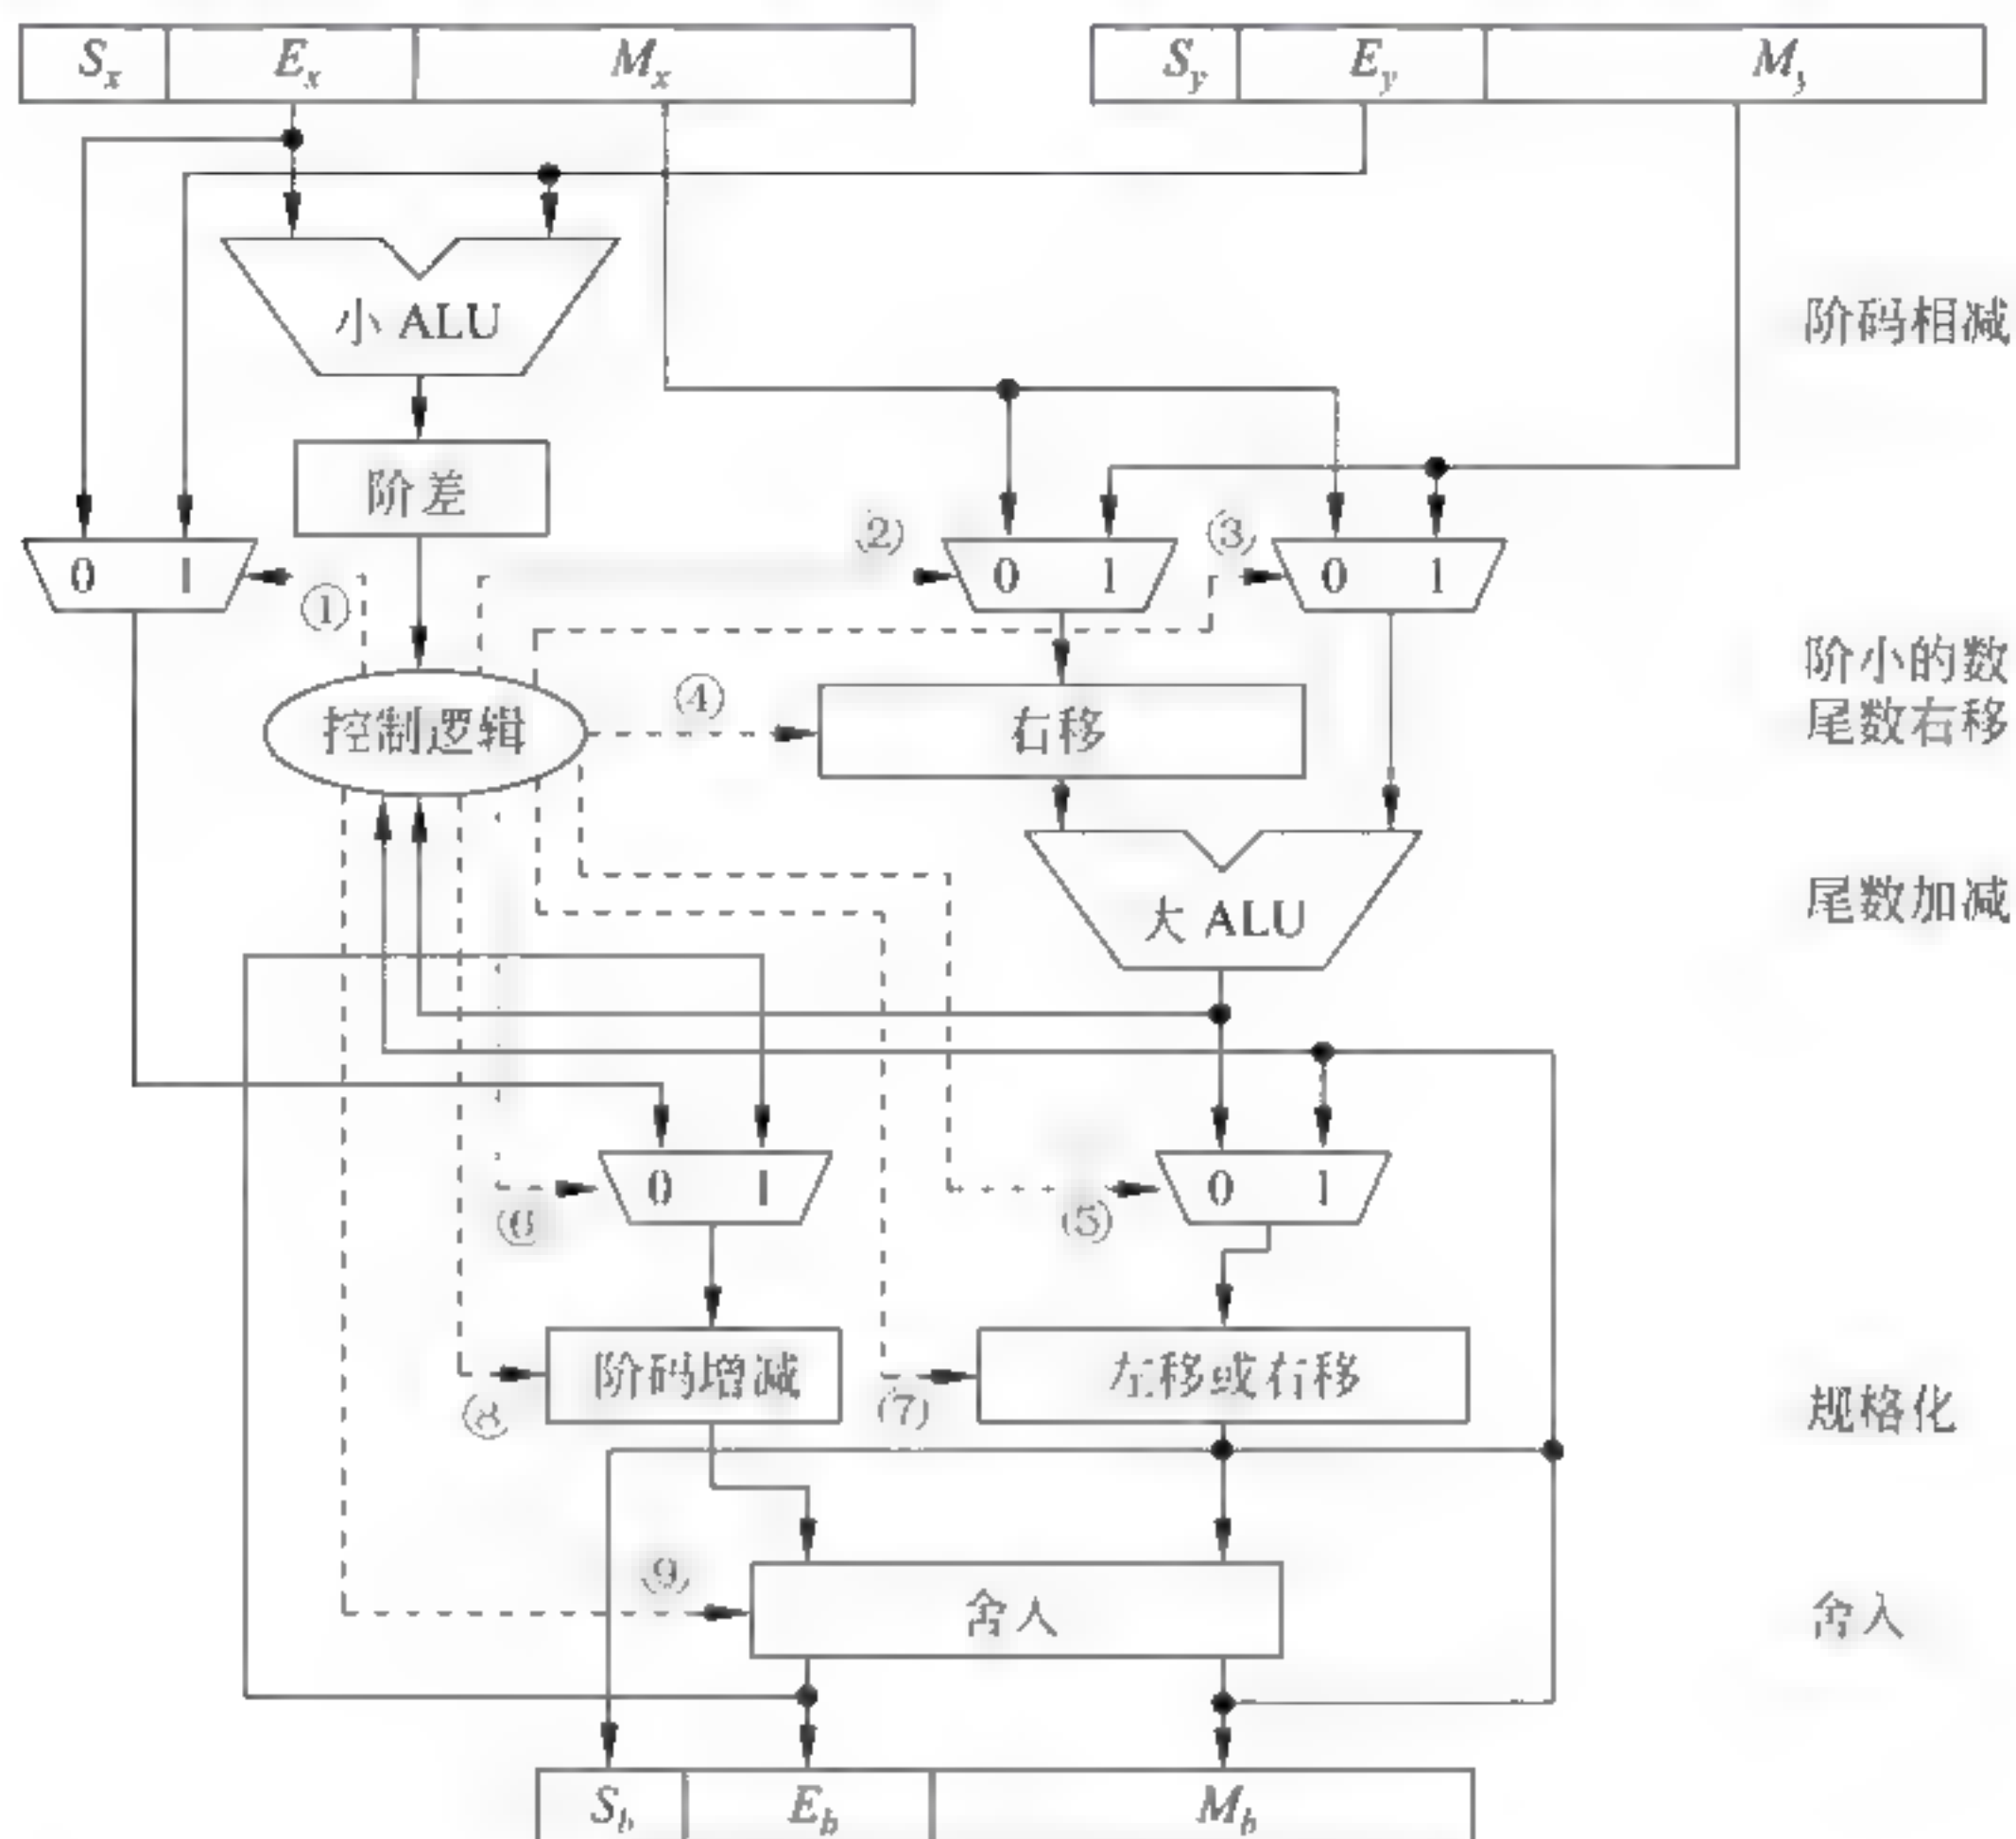 Sx Ex Mx Sy Ey My
小 ALU
阶码相减
阶差
② ③
0 1 0 1 0 1
①
阶小的数
尾数右移
④
控制逻辑 右移
大 ALU
尾数加减
0 1 0 1
⑥ ⑤
阶码增减 左移或右移
规格化
⑧ ⑦
⑨
舍入
舍入
Sb Eb Mb